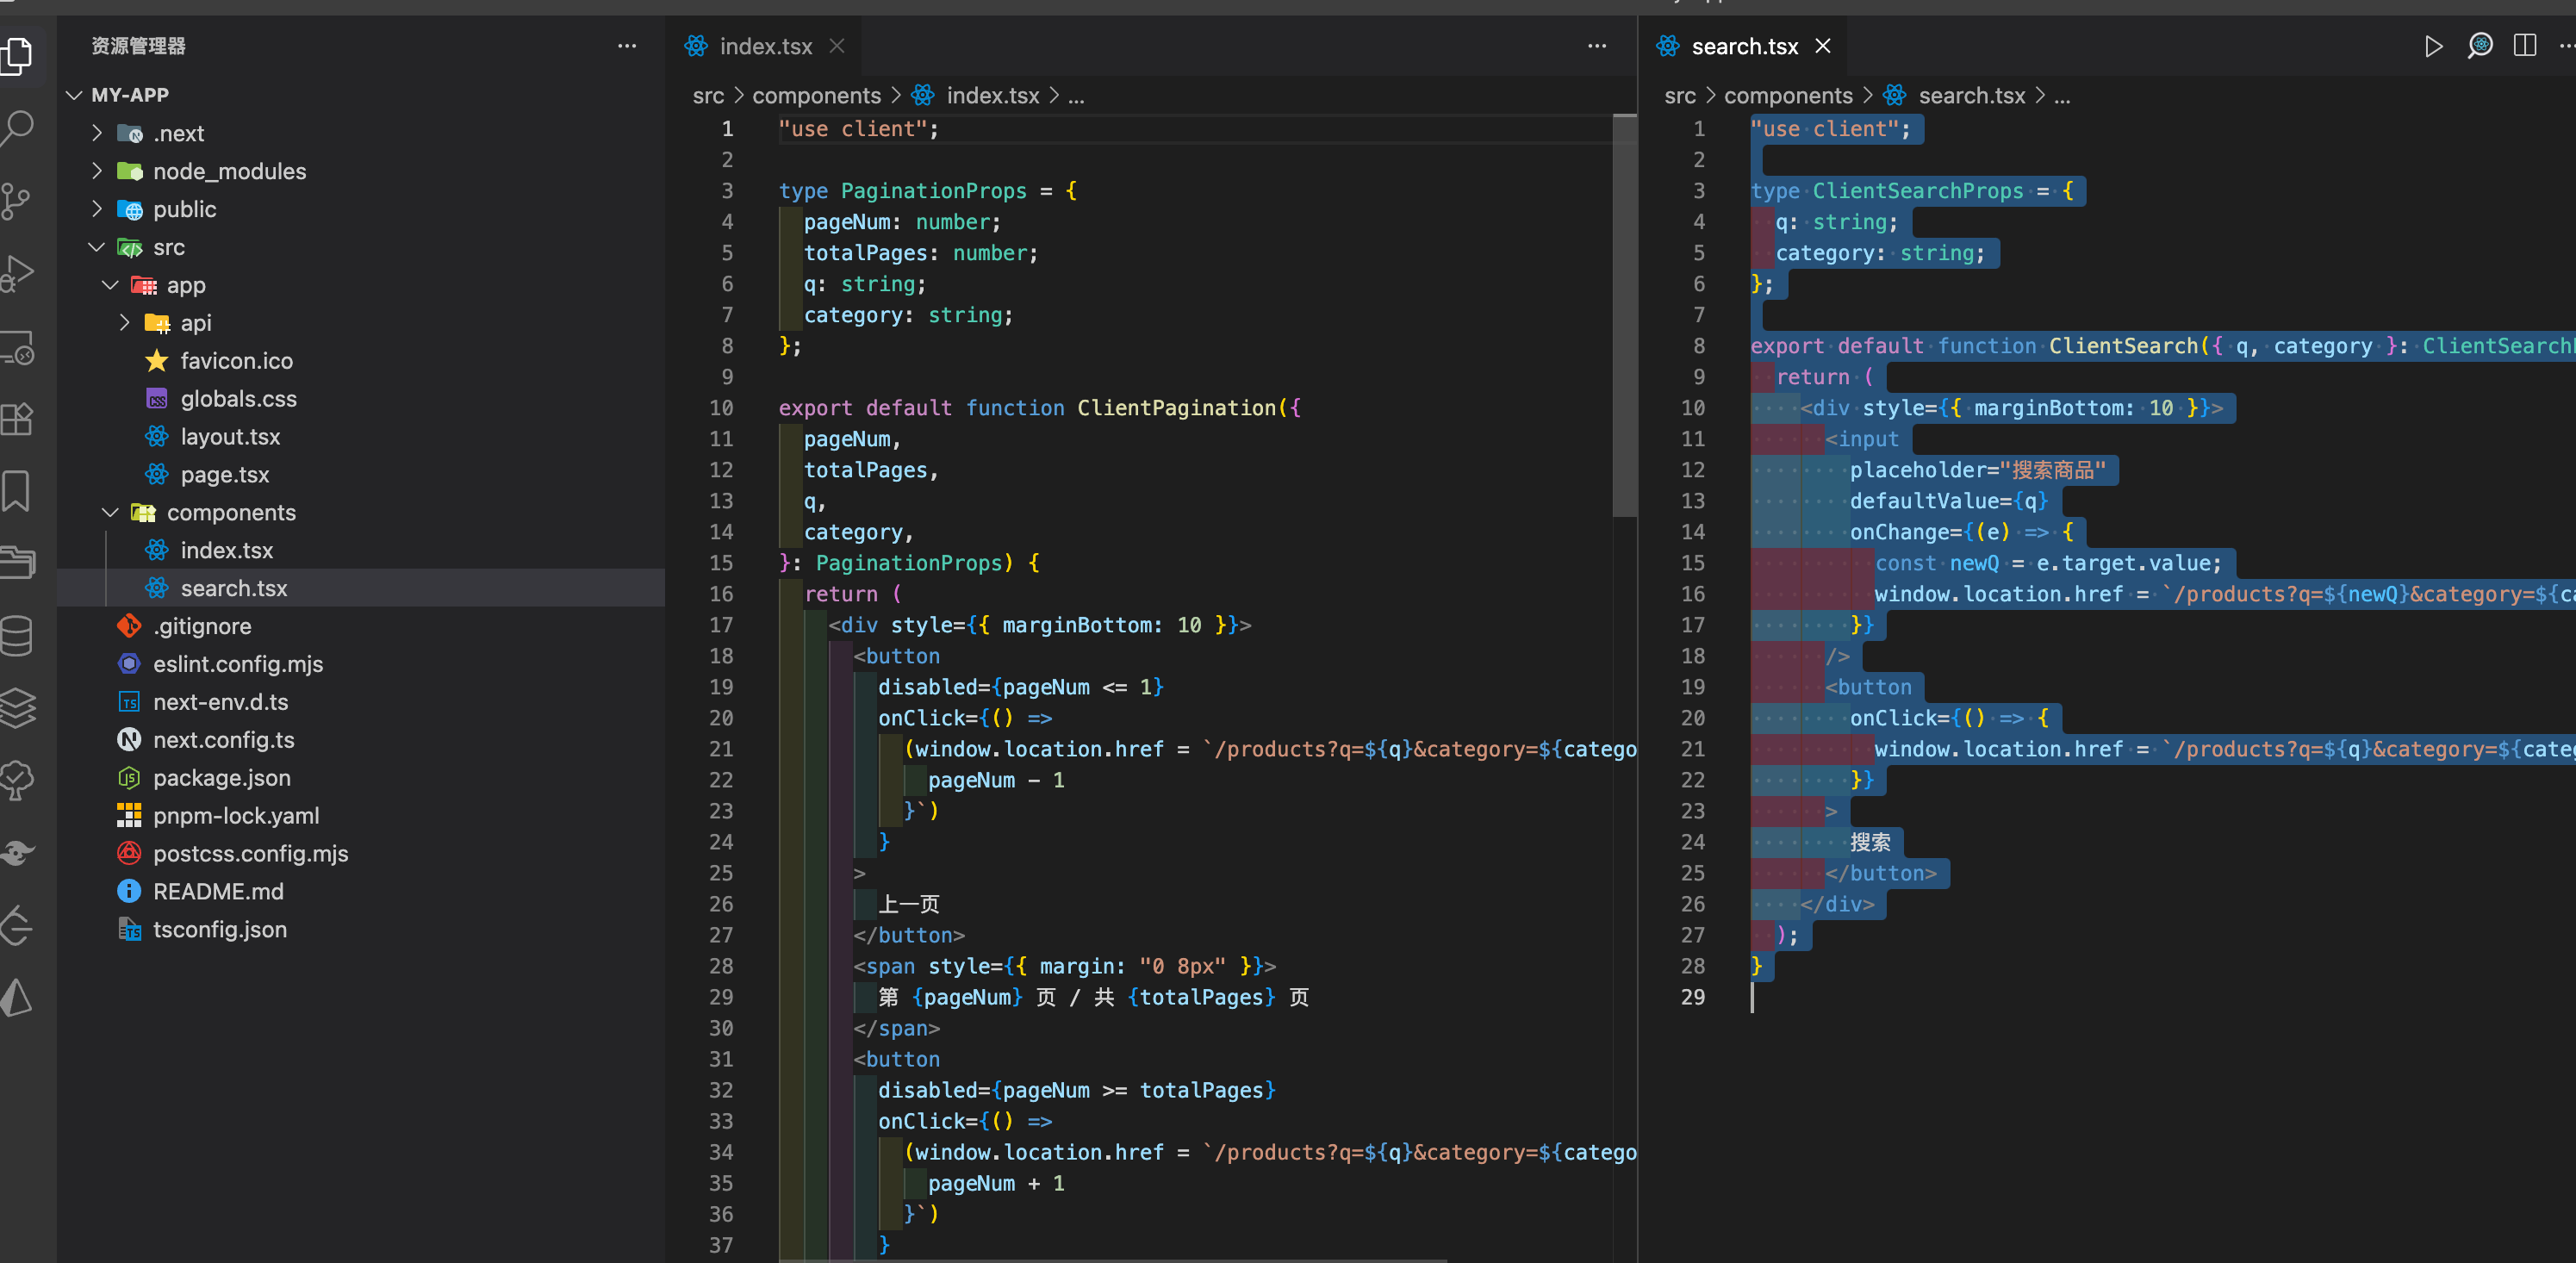 资源管理器
MY-APP
.next
node_modules
public
src
app
api
favicon.ico
globals.css
layout.tsx
page.tsx
components
index.tsx
search.tsx
.gitignore
eslint.config.mjs
next-env.d.ts
next.config.ts
package.json
pnpm-lock.yaml
postcss.config.mjs
README.md
tsconfig.json
index.tsx
src > components > index.tsx > ...
1 "use client";
2
3 type PaginationProps = {
4 pageNum: number;
5 totalPages: number;
6 q: string;
7 category: string;
8 };
9
10 export default function ClientPagination({
11 pageNum,
12 totalPages,
13 q,
14 category,
15 }: PaginationProps) {
16 return (
17 <div style={{ marginBottom: 10 }}>
18 <button
19 disabled={pageNum <= 1}
20 onClick={() =>
21 (window.location.href = `/products?q=${q}&category=${catego
22 pageNum - 1
23 }`)
24 }
25 >
26 上一页
27 </button>
28 <span style={{ margin: "0 8px" }}>
29 第 {pageNum} 页 / 共 {totalPages} 页
30 </span>
31 <button
32 disabled={pageNum >= totalPages}
33 onClick={() =>
34 (window.location.href = `/products?q=${q}&category=${catego
35 pageNum + 1
36 }`)
37 }
search.tsx
src > components > search.tsx > ...
1 "use client";
2
3 type ClientSearchProps = {
4 q: string;
5 category: string;
6 };
7
8 export default function ClientSearch({ q, category }: ClientSearch
9 return (
10 <div style={{ marginBottom: 10 }}>
11 <input
12 placeholder="搜索商品"
13 defaultValue={q}
14 onChange={(e) => {
15 const newQ = e.target.value;
16 window.location.href = `/products?q=${newQ}&category=${ca
17 }}
18 />
19 <button
20 onClick={() => {
21 window.location.href = `/products?q=${q}&category=${cate
22 }}
23 >
24 搜索
25 </button>
26 </div>
27 );
28 }
29